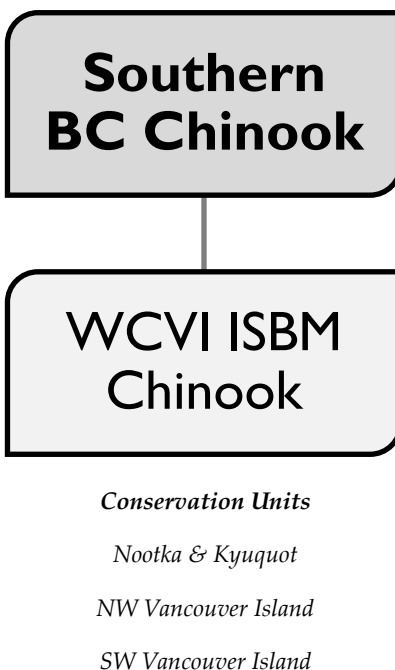 Southern
BC Chinook
WCVI ISBM
Chinook
Conservation Units
Nootka & Kyuquot
NW Vancouver Island
SW Vancouver Island